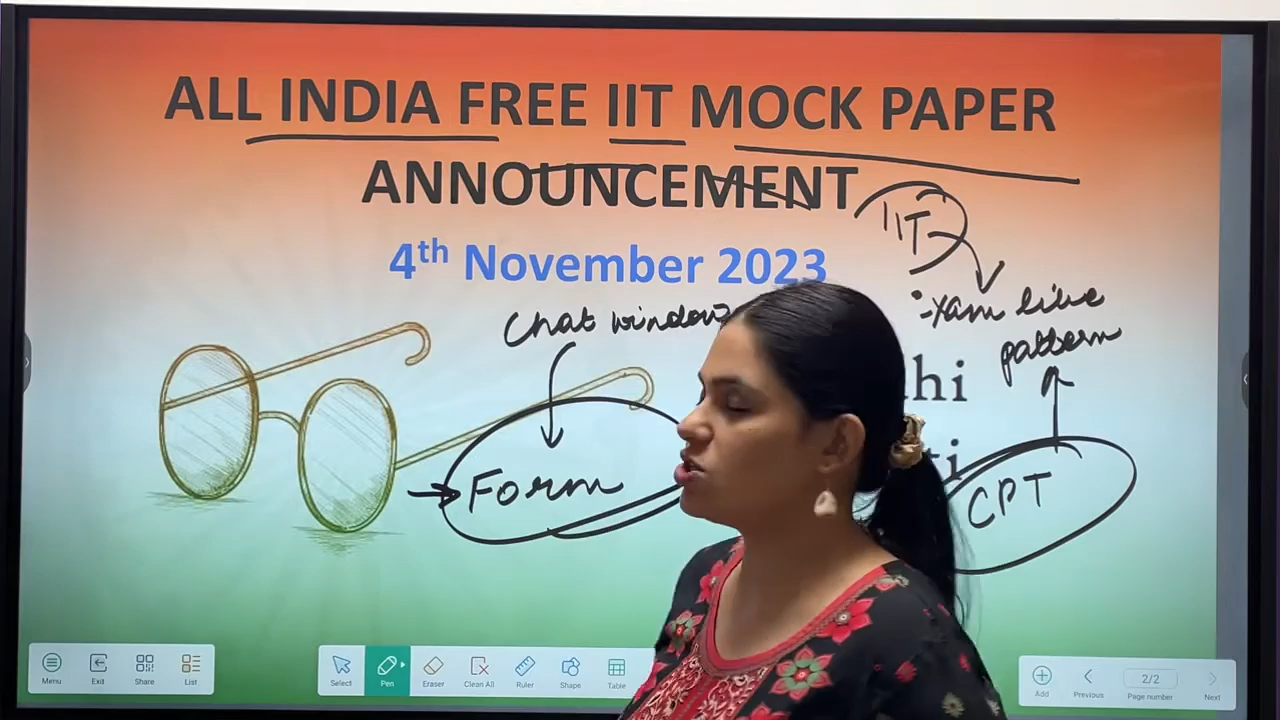 ALL INDIA FREE IIT MOCK PAPER
ANNOUNCEMENT
IIT
4th November 2023
Chat window
Exam like
pattern
hi
Form
ti
CPT
Menu
Exit
Share
List
Select
Pen
Eraser
Clean All
Ruler
Shape
Table
Add
Previous
2/2
Page number
Next